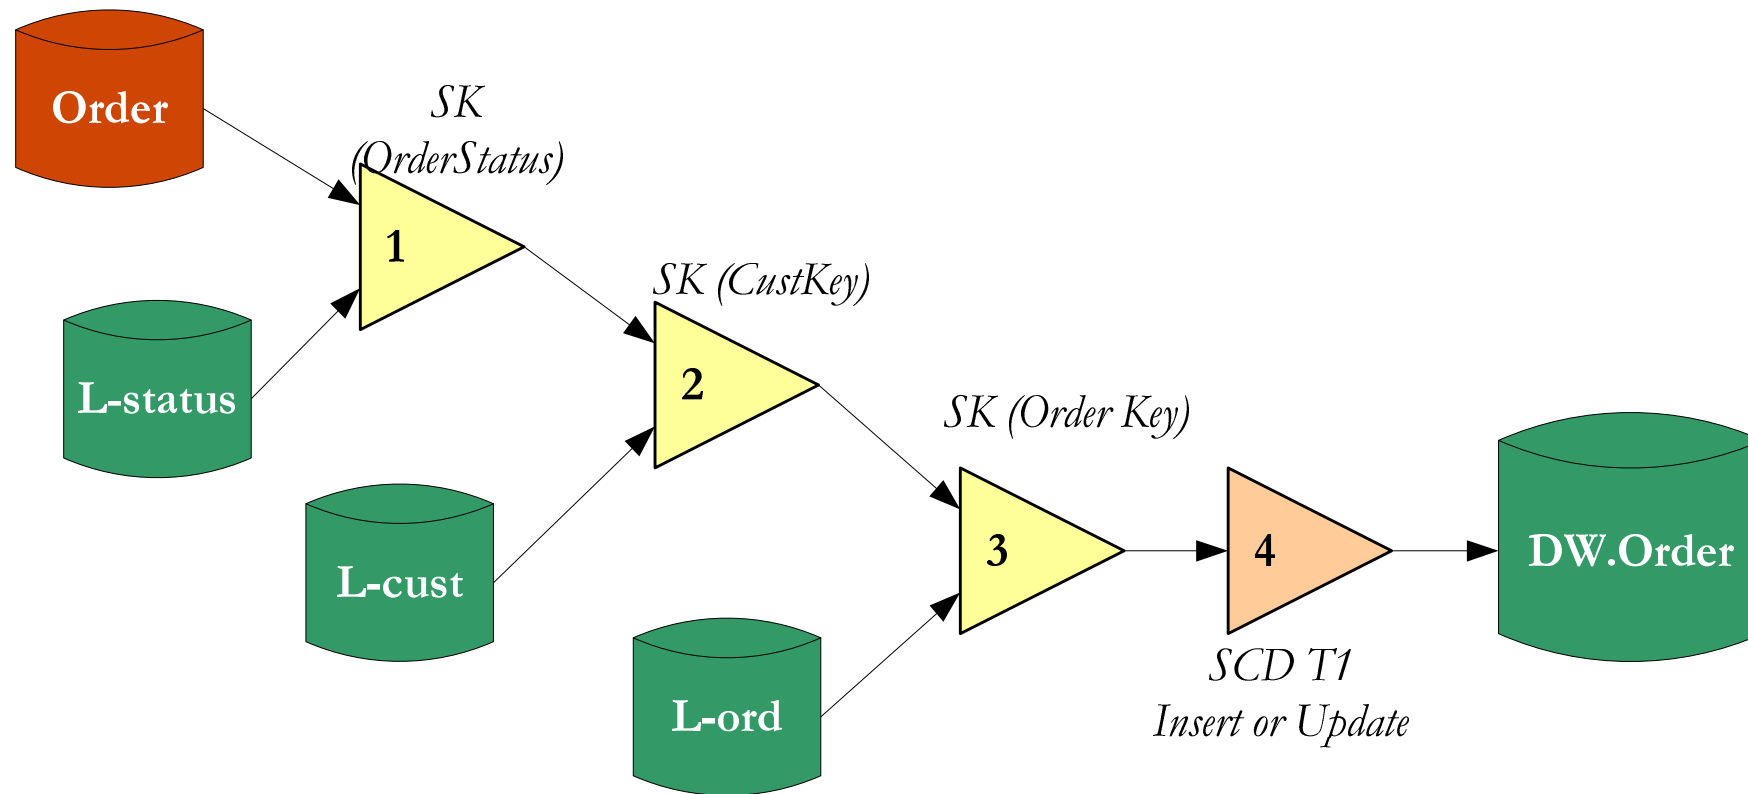 Order
SK
(OrderStatus)
1
L-status
SK (CustKey)
2
L-cust
SK (Order Key)
3
L-ord
4
SCD T1
Insert or Update
DW.Order